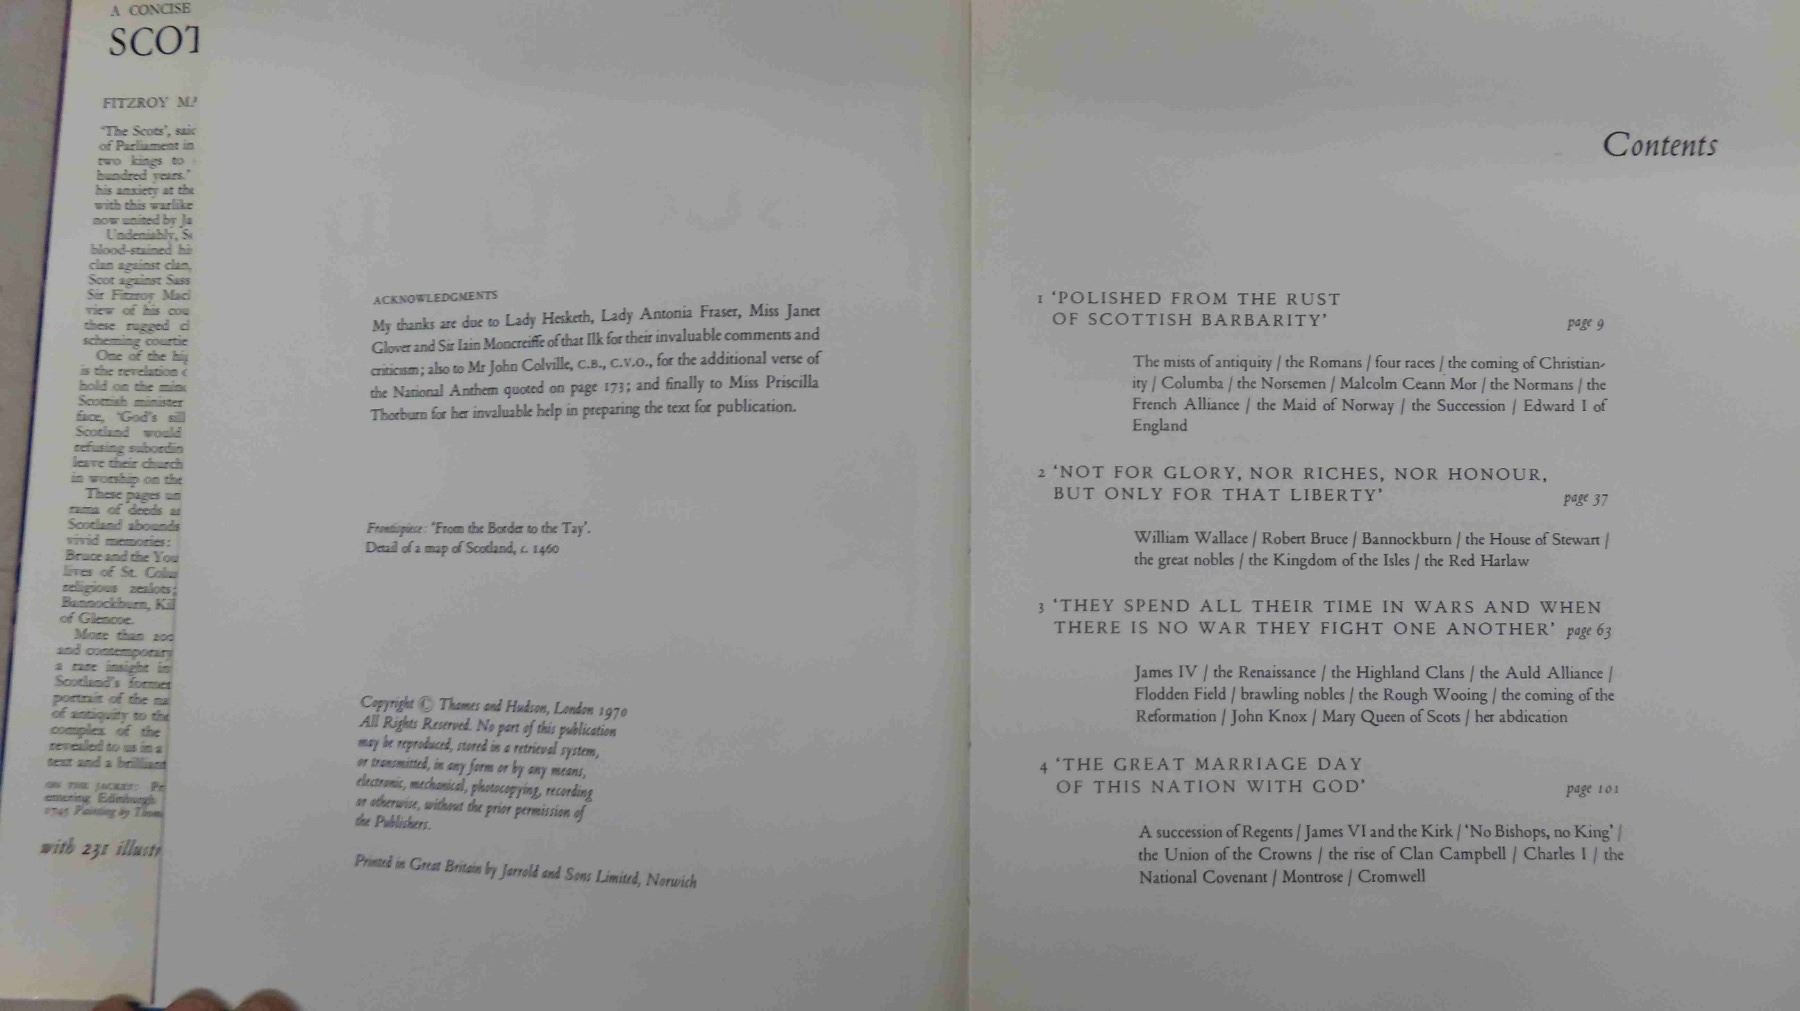 A CONCISE
SCOT
FITZROY MA
'The Scots', said
of Parliament in
two kings to
hundred years.'
his anxiety at the
with this warlike
now united by Ja
Undeniably, Sc
blood-stained his
clan against clan,
Scot against Sass
Sir Fitzroy Macl
view of his cou
these rugged cl
scheming courtie
One of the hig
is the revelation
hold on the mind
Scottish minister
face, 'God's sill
Scotland would
refusing subordin
leave their church
in worship on the
These pages un
rama of deeds as
Scotland abounds
vivid memories:
Bruce and the You
lives of St. Colu
religious zealots;
Bannockburn, Kil
of Glencoe.
More than 200
and contemporary
a rare insight in
Scotland's former
portrait of the na
of antiquity to the
complex of the
revealed to us in a
text and a brilliant
ON THE JACKET: Pr
entering Edinburgh
1745 Painting by Thom
with 231 illustr
ACKNOWLEDGMENTS
My thanks are due to Lady Hesketh, Lady Antonia Fraser, Miss Janet
Glover and Sir Iain Moncreiffe of that Ilk for their invaluable comments and
criticism; also to Mr John Colville, C.B., C.V.O., for the additional verse of
the National Anthem quoted on page 173; and finally to Miss Priscilla
Thorburn for her invaluable help in preparing the text for publication.
Frontispiece: 'From the Border to the Tay'.
Detail of a map of Scotland, c. 1460
Copyright © Thames and Hudson, London 1970
All Rights Reserved. No part of this publication
may be reproduced, stored in a retrieval system,
or transmitted, in any form or by any means,
electronic, mechanical, photocopying, recording
or otherwise, without the prior permission of
the Publishers.
Printed in Great Britain by Jarrold and Sons Limited, Norwich
Contents
1 'POLISHED FROM THE RUST
OF SCOTTISH BARBARITY' page 9
The mists of antiquity / the Romans / four races / the coming of Christian-
ity / Columba / the Norsemen / Malcolm Ceann Mor / the Normans / the
French Alliance / the Maid of Norway / the Succession / Edward I of
England
2 'NOT FOR GLORY, NOR RICHES, NOR HONOUR,
BUT ONLY FOR THAT LIBERTY' page 37
William Wallace / Robert Bruce / Bannockburn / the House of Stewart /
the great nobles / the Kingdom of the Isles / the Red Harlaw
3 'THEY SPEND ALL THEIR TIME IN WARS AND WHEN
THERE IS NO WAR THEY FIGHT ONE ANOTHER' page 63
James IV / the Renaissance / the Highland Clans / the Auld Alliance /
Flodden Field / brawling nobles / the Rough Wooing / the coming of the
Reformation / John Knox / Mary Queen of Scots / her abdication
4 'THE GREAT MARRIAGE DAY
OF THIS NATION WITH GOD' page 101
A succession of Regents / James VI and the Kirk / 'No Bishops, no King' /
the Union of the Crowns / the rise of Clan Campbell / Charles I / the
National Covenant / Montrose / Cromwell